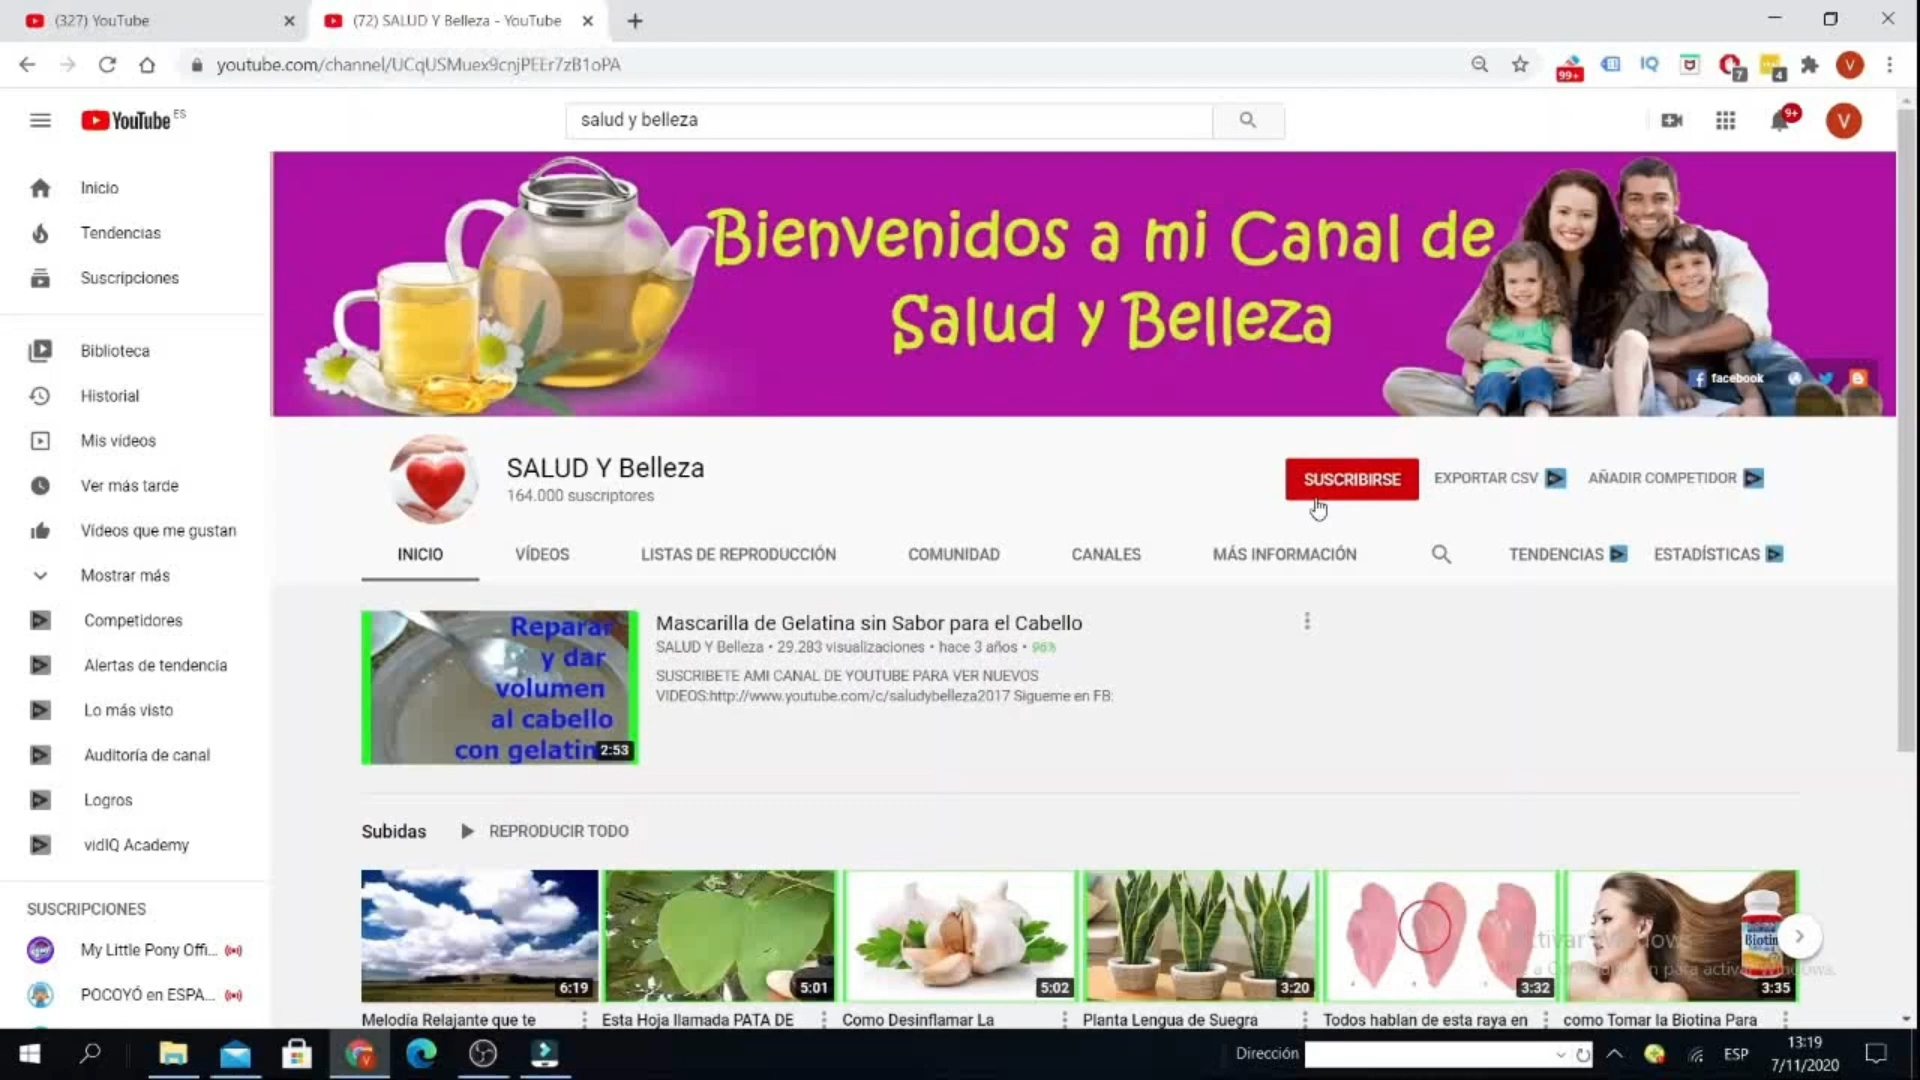 (327) YouTube
(72) SALUD Y Belleza - YouTube
youtube.com/channel/UCqUSMuex9cnjPEEr7zB1oPA
99+
IQ
7
4
V
YouTube ES
salud y belleza
9+
V
Inicio
Tendencias
Suscripciones
Biblioteca
Historial
Mis vídeos
Ver más tarde
Vídeos que me gustan
Mostrar más
Competidores
Alertas de tendencia
Lo más visto
Auditoría de canal
Logros
vidIQ Academy
SUSCRIPCIONES
My Little Pony Offi...
POCOYÓ en ESPA...
Bienvenidos a mi Canal de
Salud y Belleza
facebook
SALUD Y Belleza
164.000 suscriptores
SUSCRIBIRSE
EXPORTAR CSV
AÑADIR COMPETIDOR
INICIO
VÍDEOS
LISTAS DE REPRODUCCIÓN
COMUNIDAD
CANALES
MÁS INFORMACIÓN
TENDENCIAS
ESTADÍSTICAS
Reparar
y dar
volumen
al cabello
con gelatin
2:53
Mascarilla de Gelatina sin Sabor para el Cabello
SALUD Y Belleza • 29.283 visualizaciones • hace 3 años • 96%
SUSCRIBETE AMI CANAL DE YOUTUBE PARA VER NUEVOS
VIDEOS:http://www.youtube.com/c/saludybelleza2017 Sigueme en FB:
Subidas
REPRODUCIR TODO
6:19
5:01
5:02
3:20
3:32
Biotin
3:35
Melodía Relajante que te
Esta Hoja llamada PATA DE
Como Desinflamar La
Planta Lengua de Suegra
Todos hablan de esta raya en
como Tomar la Biotina Para
Dirección
ESP
13:19
7/11/2020